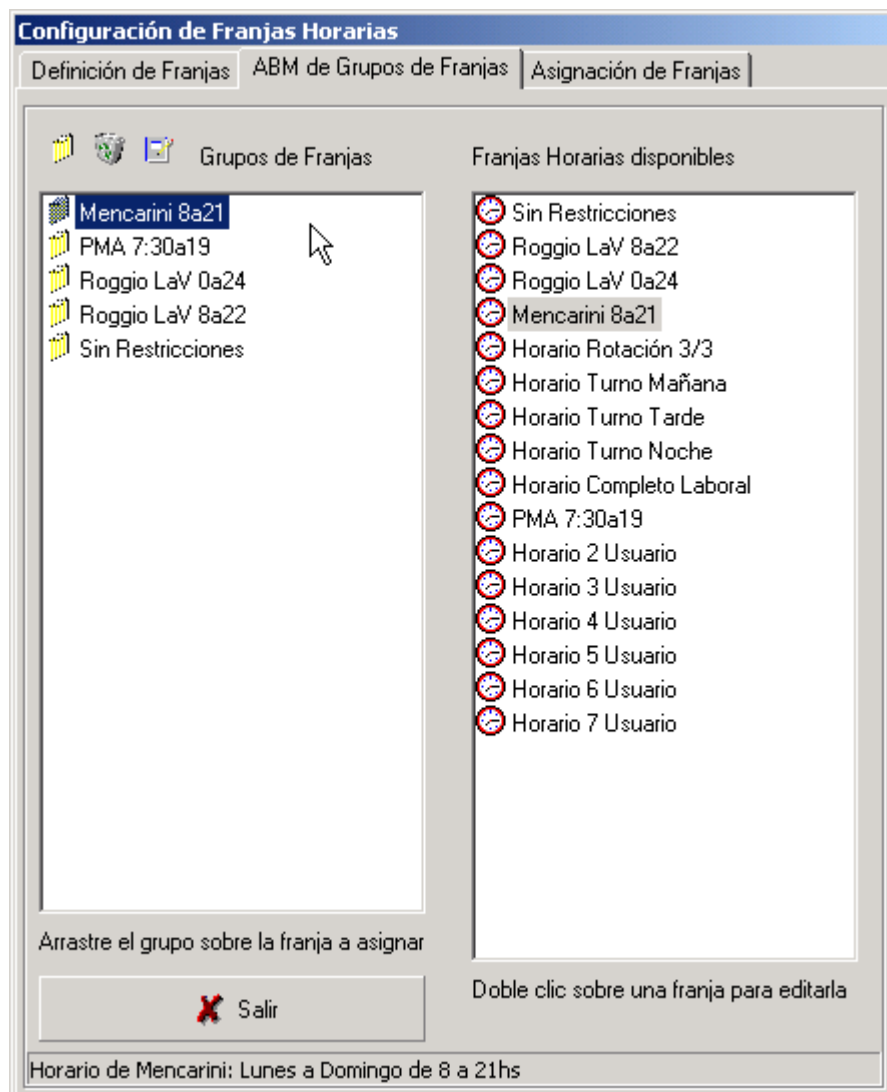 Configuración de Franjas Horarias
Definición de Franjas
ABM de Grupos de Franjas
Asignación de Franjas
Grupos de Franjas
Mencarini 8a21
PMA 7:30a19
Roggio LaV 0a24
Roggio LaV 8a22
Sin Restricciones
Arrastre el grupo sobre la franja a asignar
Salir
Franjas Horarias disponibles
Sin Restricciones
Roggio LaV 8a22
Roggio LaV 0a24
Mencarini 8a21
Horario Rotación 3/3
Horario Turno Mañana
Horario Turno Tarde
Horario Turno Noche
Horario Completo Laboral
PMA 7:30a19
Horario 2 Usuario
Horario 3 Usuario
Horario 4 Usuario
Horario 5 Usuario
Horario 6 Usuario
Horario 7 Usuario
Doble clic sobre una franja para editarla
Horario de Mencarini: Lunes a Domingo de 8 a 21hs